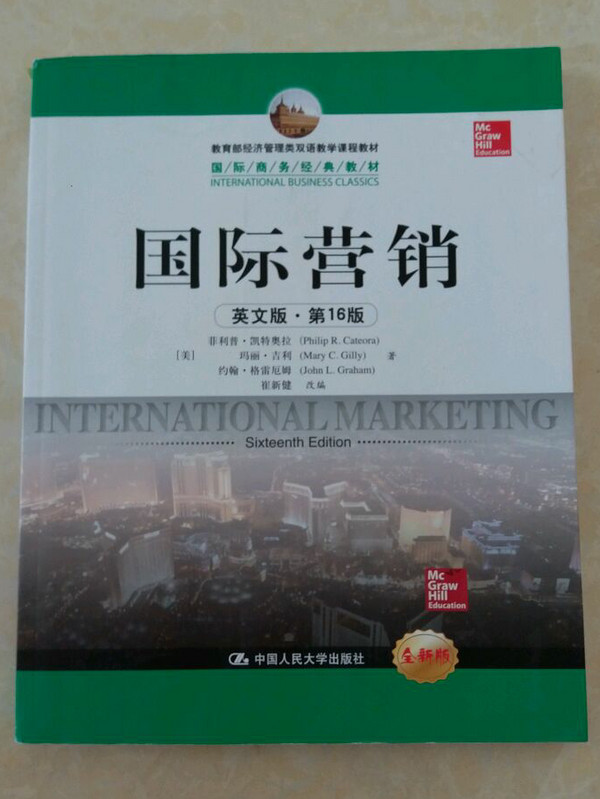 教育部经济管理类双语教学课程教材
国/际/商/务/经/典/教/材
INTERNATIONAL BUSINESS CLASSICS
Mc
Graw
Hill
Education
国际营销
英文版·第16版
菲利普·凯特奥拉 (Philip R. Cateora)
[美] 玛丽·吉利 (Mary C. Gilly) 著
约翰·格雷厄姆 (John L. Graham)
崔新健 改编
INTERNATIONAL MARKETING
Sixteenth Edition
Mc
Graw
Hill
Education
中国人民大学出版社
全新版